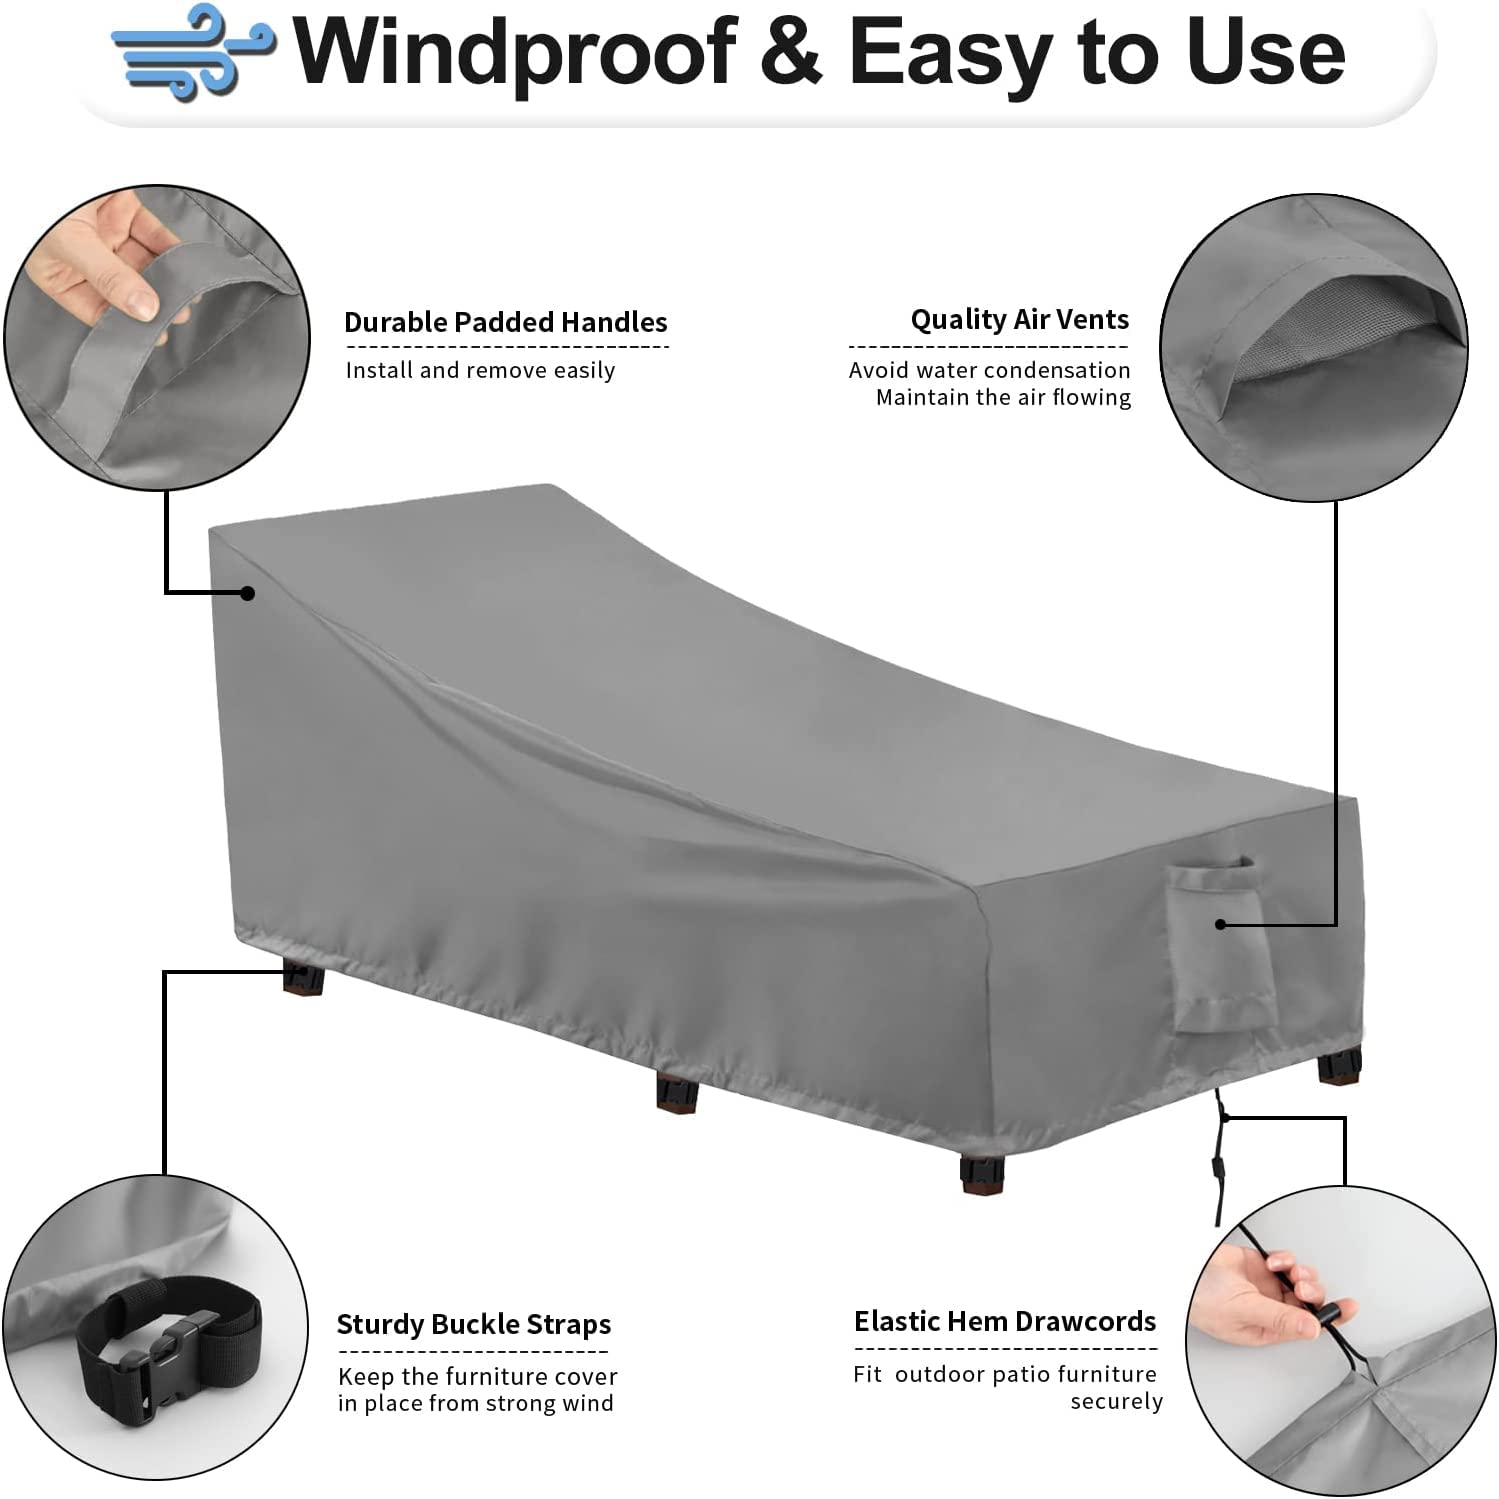 Windproof & Easy to Use
Durable Padded Handles
Install and remove easily
Quality Air Vents
Avoid water condensation
Maintain the air flowing
Sturdy Buckle Straps
Keep the furniture cover
in place from strong wind
Elastic Hem Drawcords
Fit outdoor patio furniture
securely